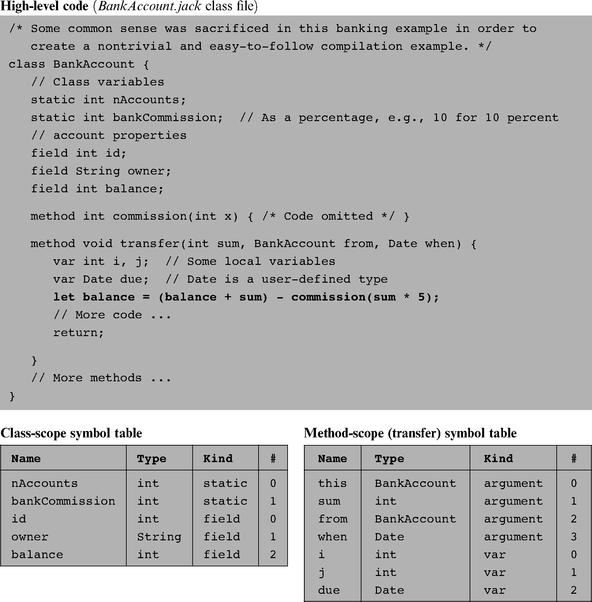 High-level code (BankAccount.jack class file)
/* Some common sense was sacrificed in this banking example in order to
create a nontrivial and easy-to-follow compilation example. */
class BankAccount {
// Class variables
static int nAccounts;
static int bankCommission;  // As a percentage, e.g., 10 for 10 percent
// account properties
field int id;
field String owner;
field int balance;
method int commission(int x) { /* Code omitted */ }
method void transfer(int sum, BankAccount from, Date when) {
var int i, j;  // Some local variables
var Date due;  // Date is a user-defined type
let balance = (balance + sum) - commission(sum * 5);
// More code ...
return;
}
// More methods ...
}
Class-scope symbol table
Name Type Kind #
nAccounts int static 0
bankCommission int static 1
id int field 0
owner String field 1
balance int field 2
Method-scope (transfer) symbol table
Name Type Kind #
this BankAccount argument 0
sum int argument 1
from BankAccount argument 2
when Date argument 3
i int var 0
j int var 1
due Date var 2